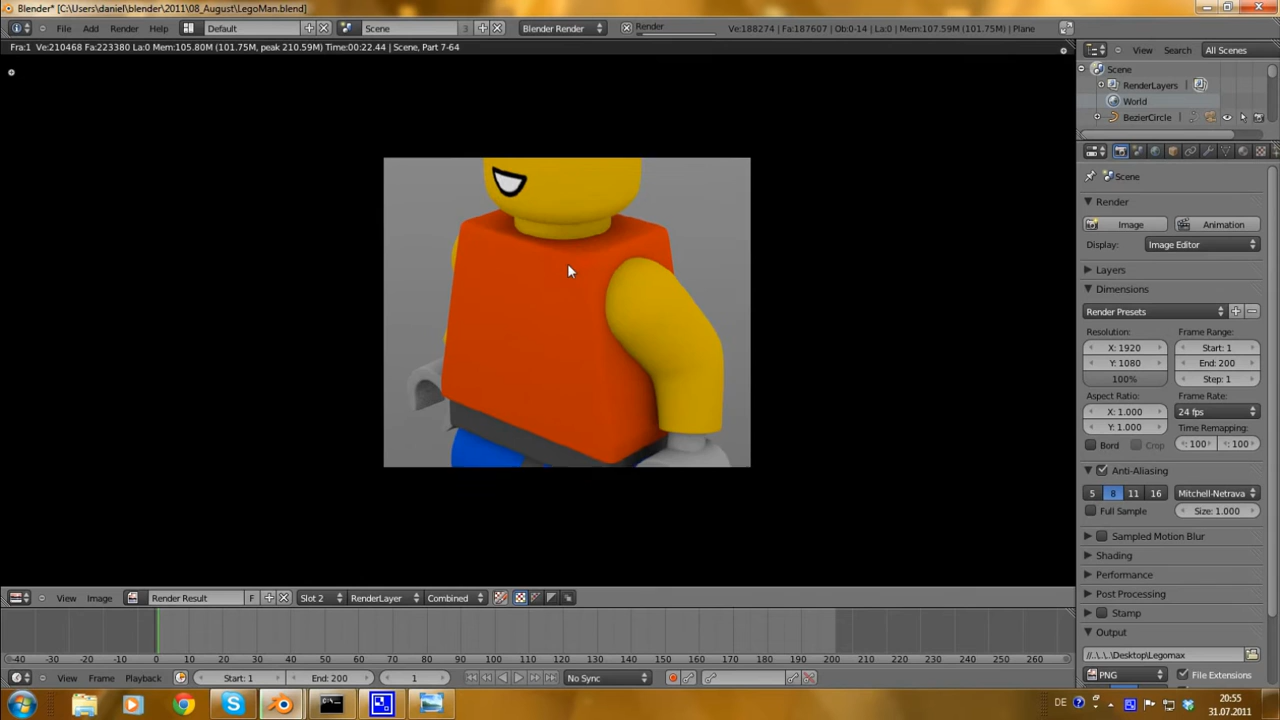 Blender* [C:\Users\daniel\blender\2011\08_August\LegoMan.blend]
File Add Render Help Default Scene 3 Blender Render Render Ve:188274 | Fa:187607 | Ob:0-14 | La:0 | Mem:107.59M (101.75M) | Plane
Fra:1 Ve:210468 Fa:223380 La:0 Mem:105.80M (101.75M, peak 210.59M) Time:00:22.44 | Scene, Part 7-64
View Search All Scenes
Scene
RenderLayers
World
BezierCircle
Scene
Render
Image Animation
Display: Image Editor
Layers
Dimensions
Render Presets
Resolution: Frame Range:
X: 1920 Start: 1
Y: 1080 End: 200
100% Step: 1
Aspect Ratio: Frame Rate:
X: 1.000 24 fps
Y: 1.000 Time Remapping:
Bord Crop : 100 : 100
Anti-Aliasing
5 8 11 16 Mitchell-Netrava
Full Sample Size: 1.000
Sampled Motion Blur
Shading
Performance
Post Processing
Stamp
Output
//..\..\..\Desktop\Legomax
PNG File Extensions
View Image Render Result F Slot 2 RenderLayer Combined
-40 -30 -20 -10 0 10 20 30 40 50 60 70 80 90 100 110 120 130 140 150 160 170 180 190 200 210 220 230 240 250 260
View Frame Playback Start: 1 End: 200 1 No Sync
DE 20:55
31.07.2011